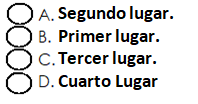 A. Segundo lugar.
B. Primer lugar.
C. Tercer lugar.
D. Cuarto Lugar